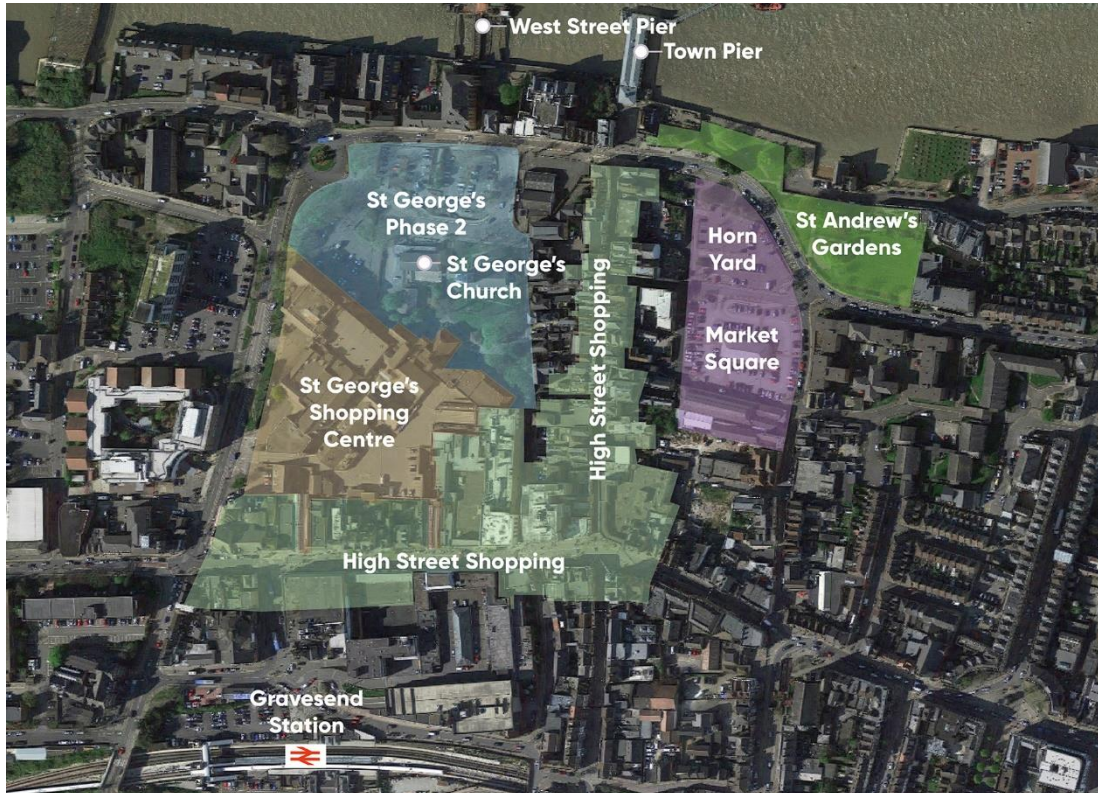 West Street Pier
Town Pier
St George's
Phase 2
St George's
Church
High Street Shopping
Horn
Yard
Market
Square
St Andrew's
Gardens
St George's
Shopping
Centre
High Street Shopping
Gravesend
Station